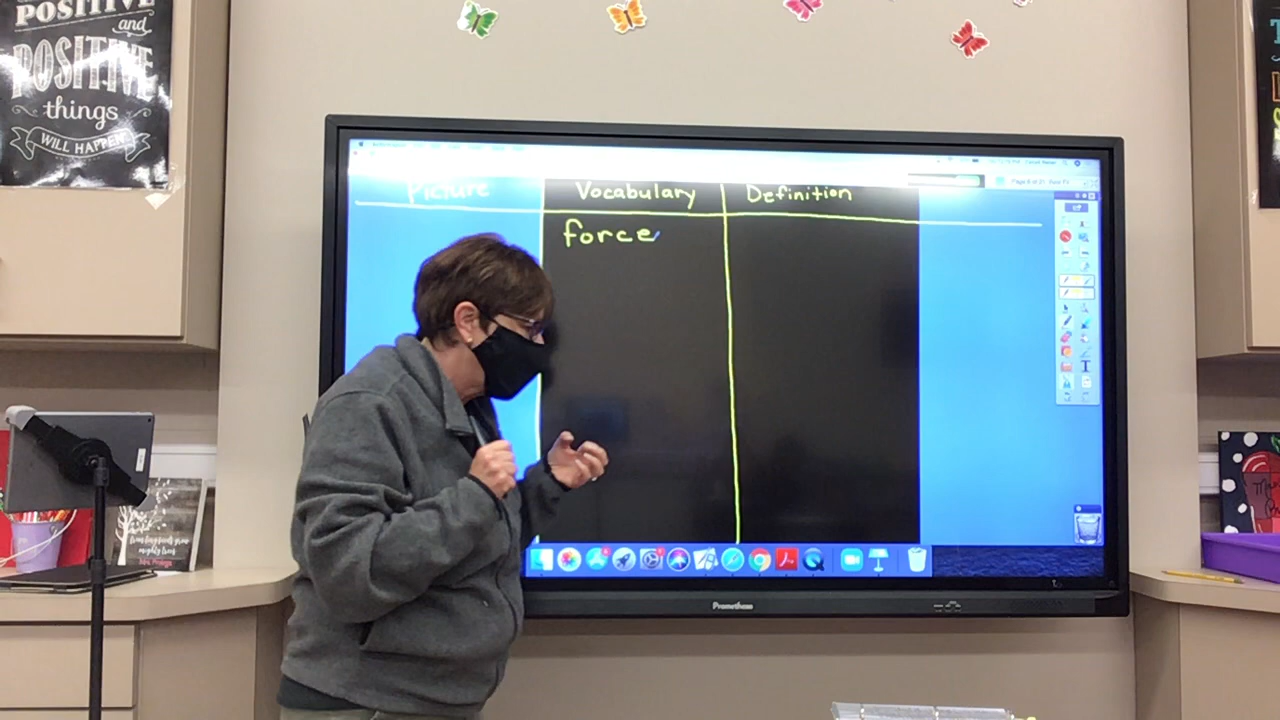 POSITIVE
and
POSITIVE
things
WILL HAPPEN
Picture Vocabulary Definition
force
T
Promethean